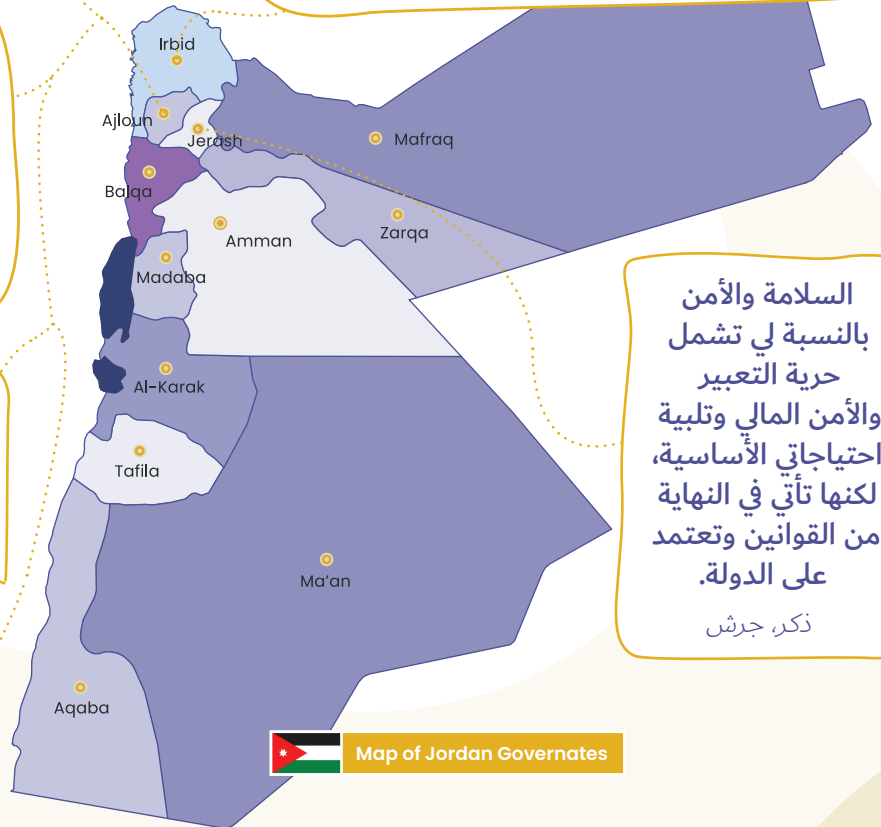 Irbid
Ajloun
Jerash
Mafraq
Balqa
Amman
Zarqa
Madaba
Al-Karak
Tafila
Ma'an
Aqaba
السلامة والأمن
بالنسبة لي تشمل
حرية التعبير
والأمن المالي وتلبية
احتياجاتي الأساسية،
لكنها تأتي في النهاية
من القوانين وتعتمد
على الدولة.
ذكر، جرش
Map of Jordan Governates